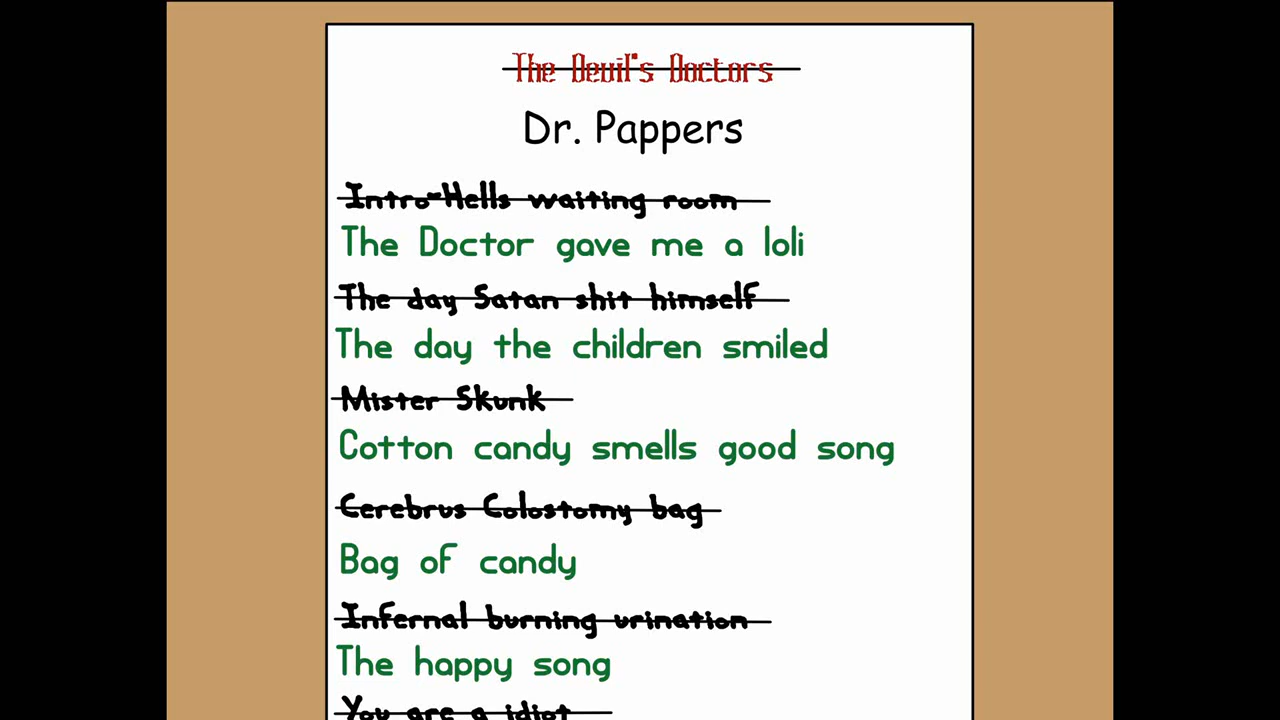 The Devil's Doctors
Dr. Pappers
Intro-Hells waiting room
The Doctor gave me a loli
The day Satan shit himself
The day the children smiled
Mister Skunk
Cotton candy smells good song
Cerebrus Colostomy bag
Bag of candy
Infernal burning urination
The happy song
You are a idiot